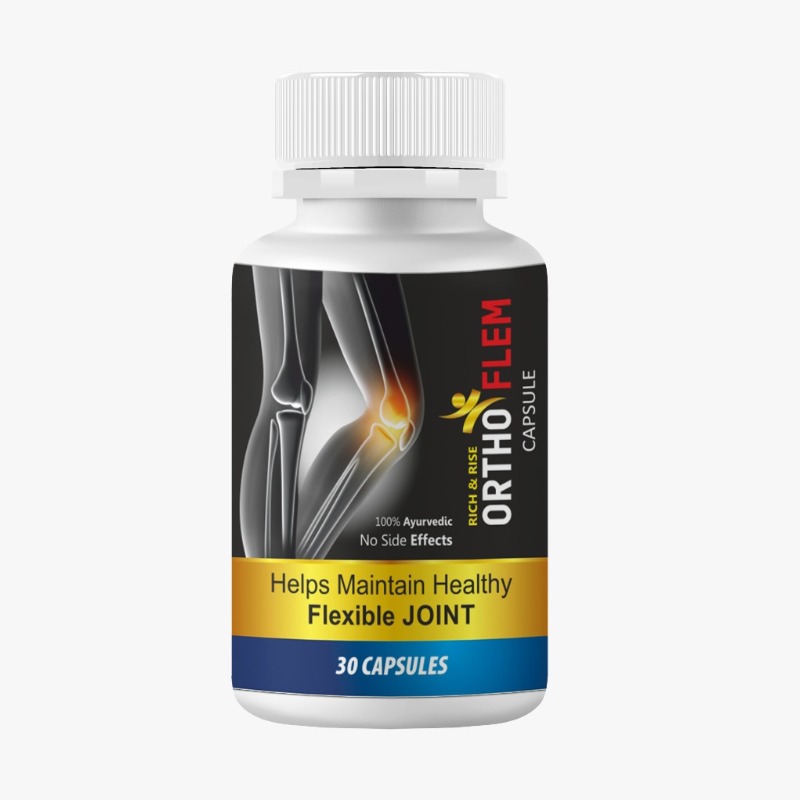 RICH & RISE
ORTHO FLEM
CAPSULE
100% Ayurvedic
No Side Effects
Helps Maintain Healthy
Flexible JOINT
30 CAPSULES